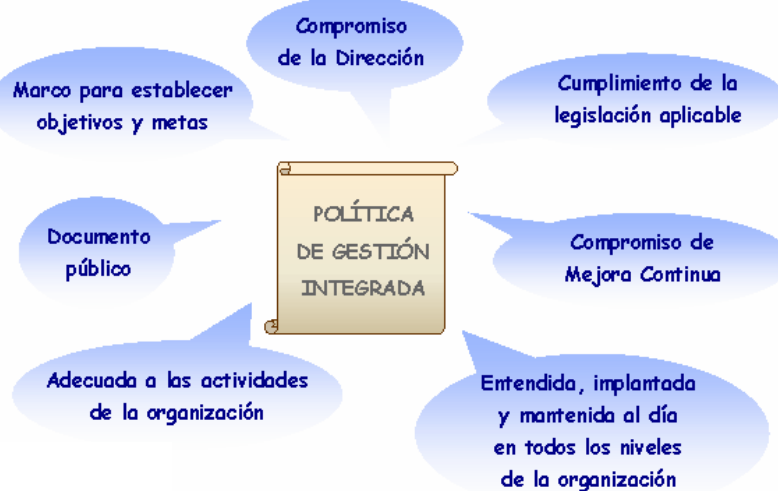 Compromiso
de la Dirección
Marco para establecer
objetivos y metas
Cumplimiento de la
legislación aplicable
POLÍTICA
DE GESTIÓN
INTEGRADA
Documento
público
Compromiso de
Mejora Continua
Adecuada a las actividades
de la organización
Entendida, implantada
y mantenida al día
en todos los niveles
de la organización